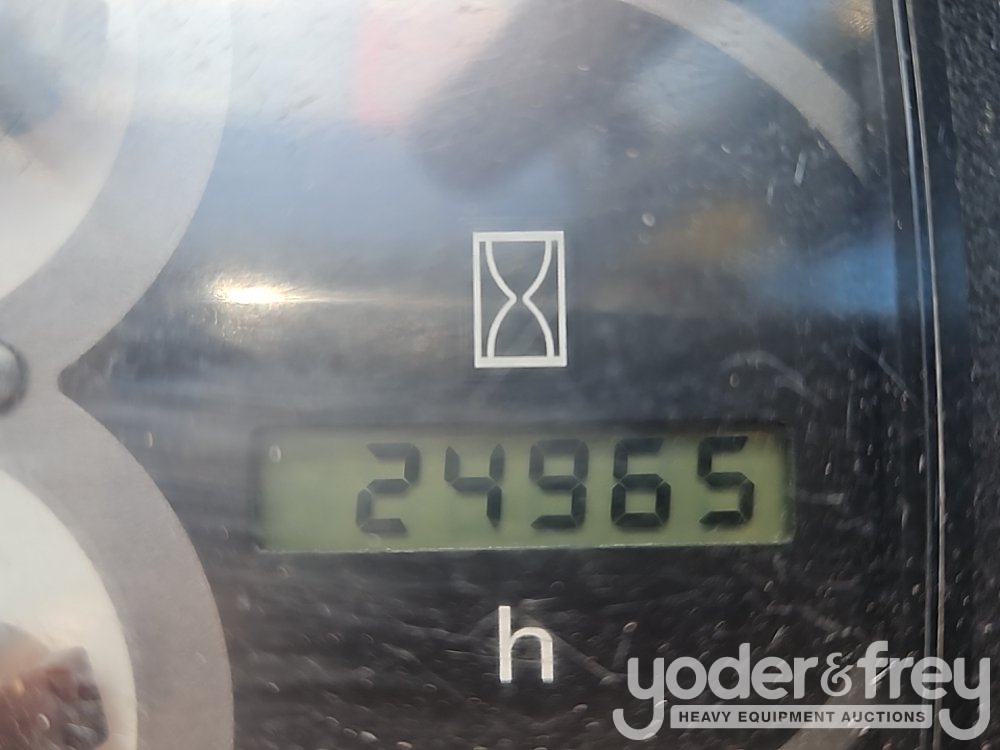 24965
h
yoder&frey
HEAVY EQUIPMENT AUCTIONS